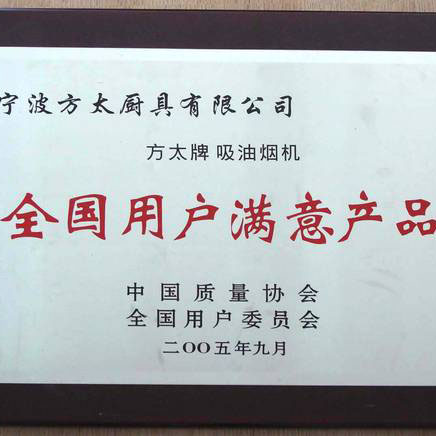 宁波方太厨具有限公司
方太牌 吸油烟机
全国用户满意产品
中国质量协会
全国用户委员会
二〇〇五年九月